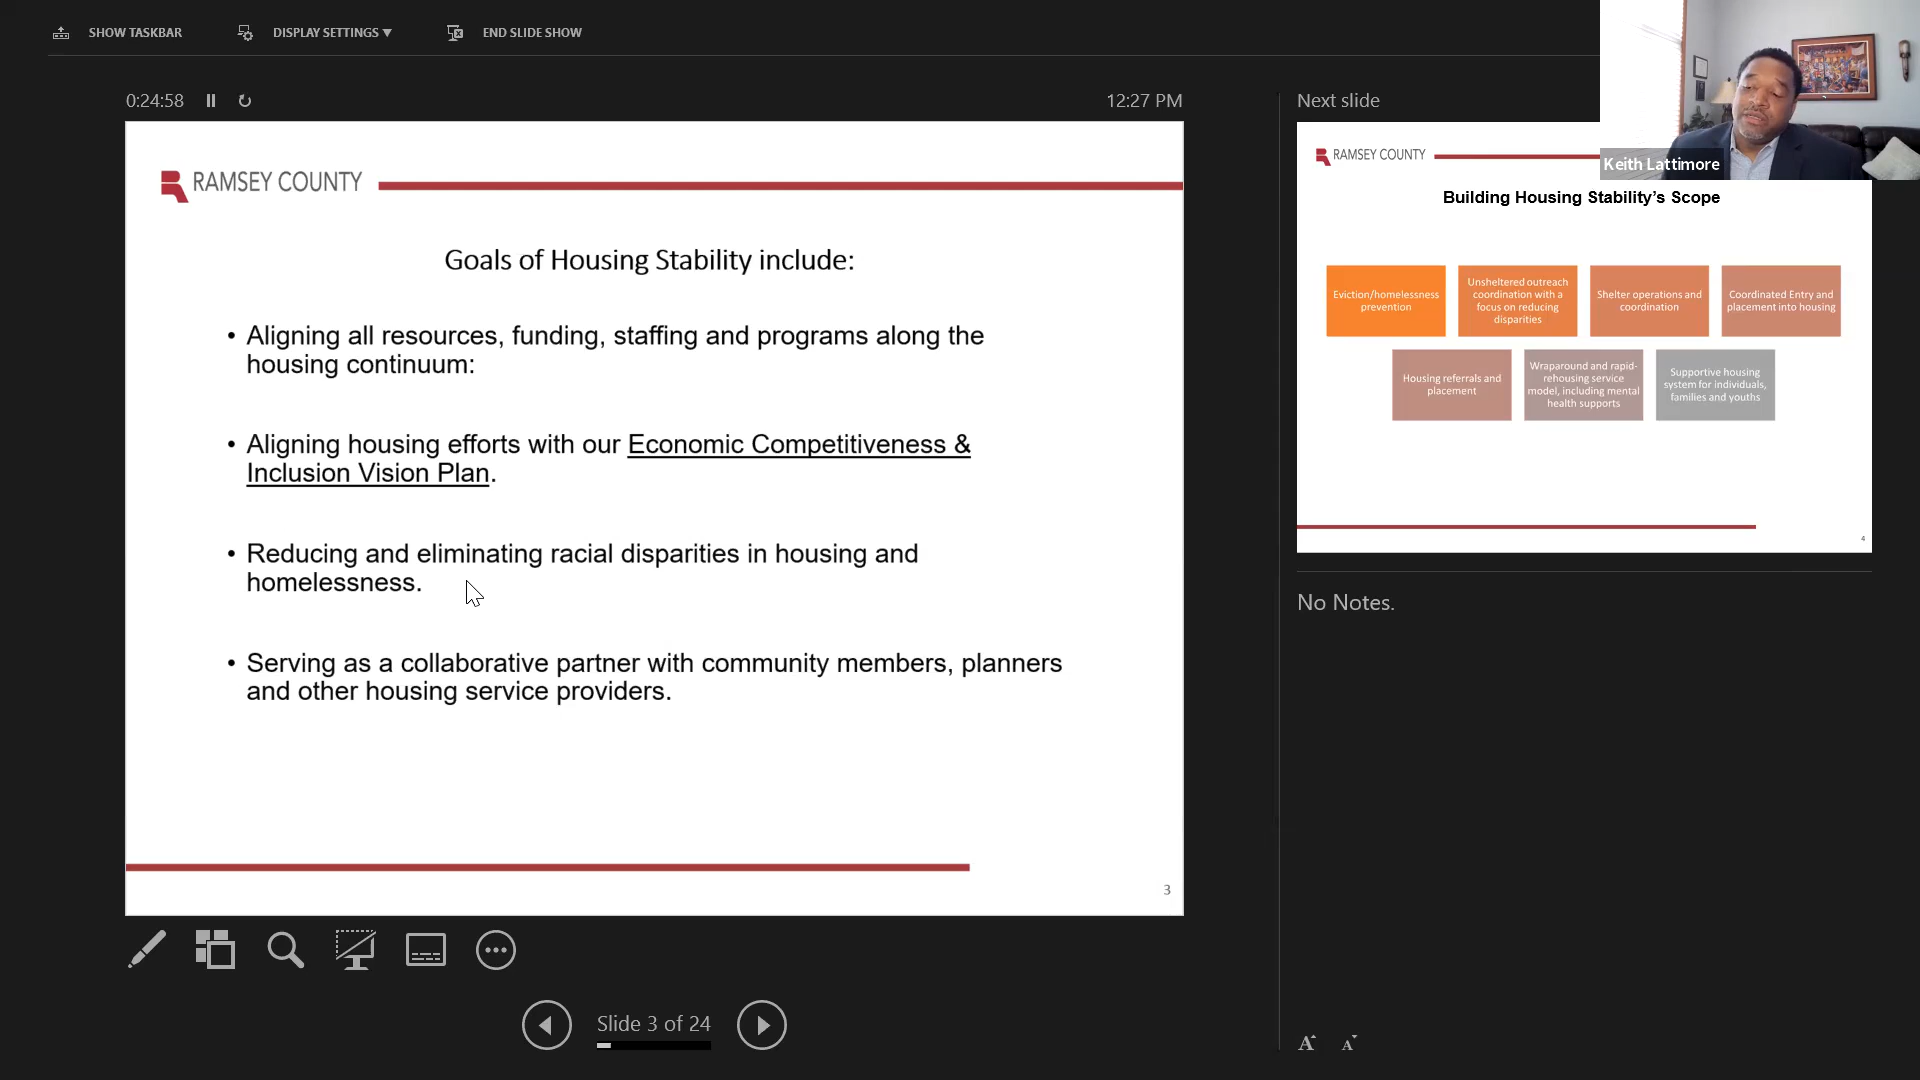 SHOW TASKBAR
DISPLAY SETTINGS ▼
END SLIDE SHOW
0:24:58
12:27 PM
RAMSEY COUNTY
Goals of Housing Stability include:
• Aligning all resources, funding, staffing and programs along the
housing continuum:
• Aligning housing efforts with our Economic Competitiveness &
Inclusion Vision Plan.
• Reducing and eliminating racial disparities in housing and
homelessness.
• Serving as a collaborative partner with community members, planners
and other housing service providers.
3
Slide 3 of 24
Next slide
Keith Lattimore
RAMSEY COUNTY
Building Housing Stability’s Scope
Eviction/homelessness
prevention
Unsheltered outreach
coordination with a
focus on reducing
disparities
Shelter operations and
coordination
Coordinated Entry and
placement into housing
Housing referrals and
placement
Wraparound and rapid-
rehousing service
model, including mental
health supports
Supportive housing
system for individuals,
families and youths
4
No Notes.
A A